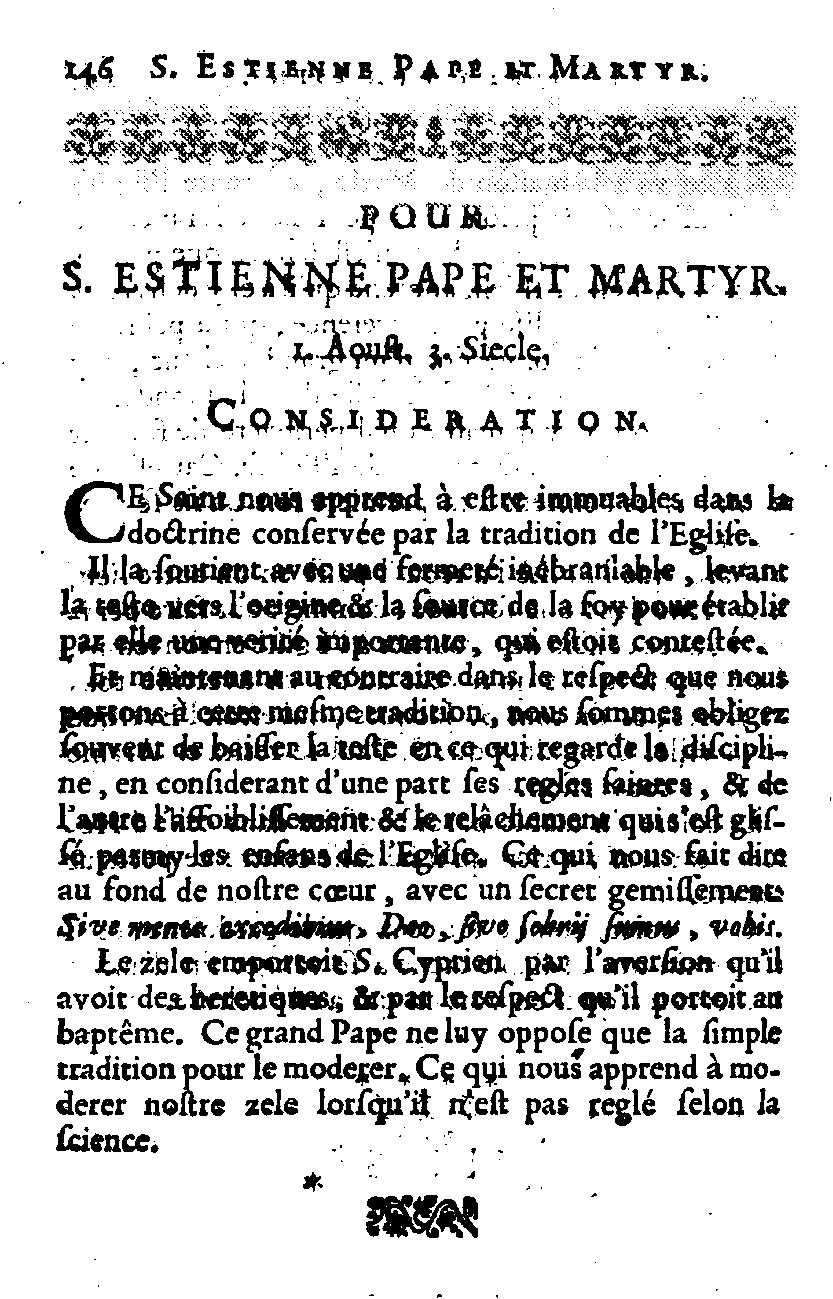 146 S. ESTIENNE PAPE ET MARTYR.
POUR
S. ESTIENNE PAPE ET MARTYR.
1. Aoust. 3. Siecle.
CONSIDERATION.
CE Saint nous apprend à estre immuables dans la
doctrine conservée par la tradition de l'Eglise.
Il la soutient avec une fermeté inébranlable, levant
la teste vers l'origine & la source de la foy pour établir
par elle une verité importante, qui estoit contestée.
Et maintenant au contraire dans le respect que nous
portons à cette mesme tradition, nous sommes obligez
souvent de baisser la teste en ce qui regarde la discipli-
ne, en considerant d'une part ses regles saintes, & de
l'autre l'affoiblissement & le relâchement qui s'est glis-
sé parmy les enfans de l'Eglise. Ce qui nous fait dire
au fond de nostre cœur, avec un secret gemissement:
Sive mente excedimus, Deo, sive sobrij sumus, vobis.
Le zele emportoit S. Cyprien par l'aversion qu'il
avoit des heretiques, & par le respect qu'il portoit au
baptême. Ce grand Pape ne luy oppose que la simple
tradition pour le moderer. Ce qui nous apprend à mo-
derer nostre zele lorsqu'il n'est pas reglé selon la
science.
*